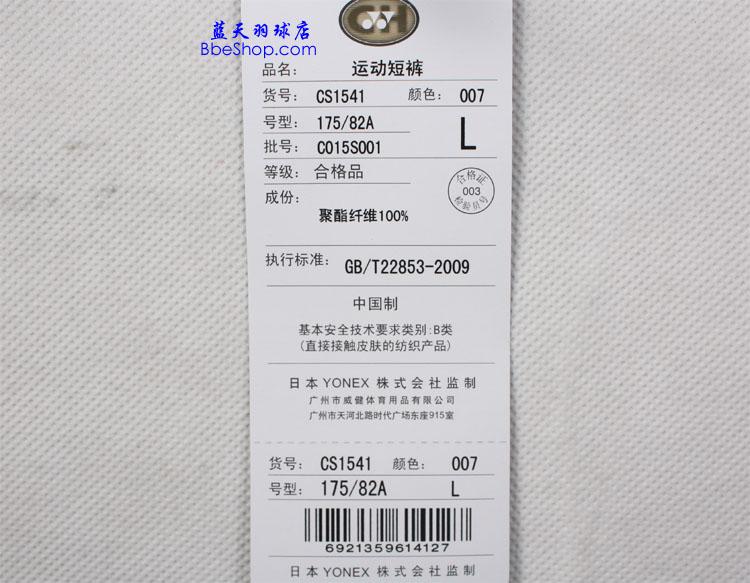 蓝天羽球店
BbeShop.com
CH
品名： 运动短裤
货号： CS1541 颜色： 007
号型： 175/82A L
批号： C015S001
等级： 合格品
合格证
003
检验员号
成份：
聚酯纤维100%
执行标准： GB/T22853-2009
中国制
基本安全技术要求类别:B类
(直接接触皮肤的纺织产品)
日本YONEX 株式会社监制
广州市威健体育用品有限公司
广州市天河北路时代广场东座915室
货号： CS1541 颜色： 007
号型： 175/82A L
6921359614127
日本YONEX 株式会社监制